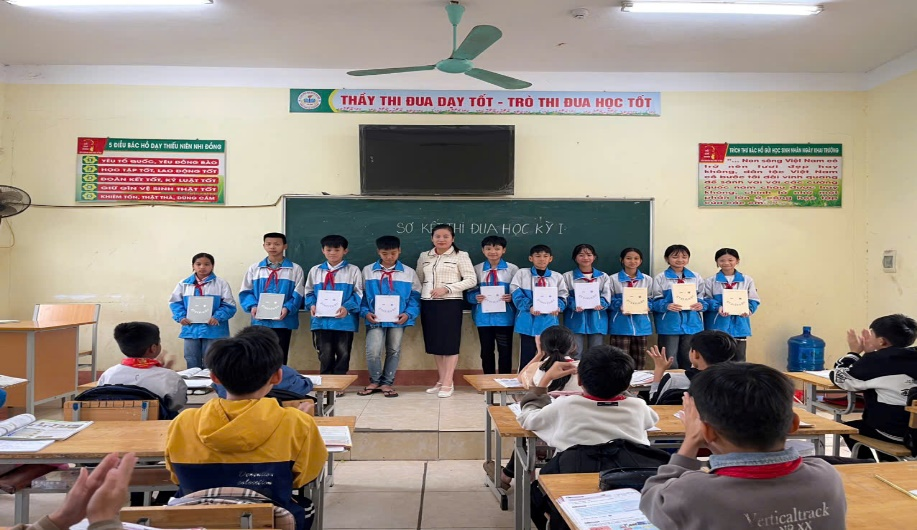 THẦY THI ĐUA DẠY TỐT - TRÒ THI ĐUA HỌC TỐT
5 ĐIỀU BÁC HỒ DẠY THIẾU NIÊN NHI ĐỒNG
YÊU TỔ QUỐC, YÊU ĐỒNG BÀO
HỌC TẬP TỐT, LAO ĐỘNG TỐT
ĐOÀN KẾT TỐT, KỶ LUẬT TỐT
GIỮ GÌN VỆ SINH THẬT TỐT
KHIÊM TỐN, THẬT THÀ, DŨNG CẢM
TRÍCH THƯ BÁC HỒ GỬI HỌC SINH NHÂN NGÀY KHAI TRƯỜNG
"... Non sông Việt Nam có
trở nên tươi đẹp hay
không, dân tộc Việt Nam
có bước tới đài vinh quang
SƠ KẾT THI ĐUA HỌC KỲ I
Verticaltrack